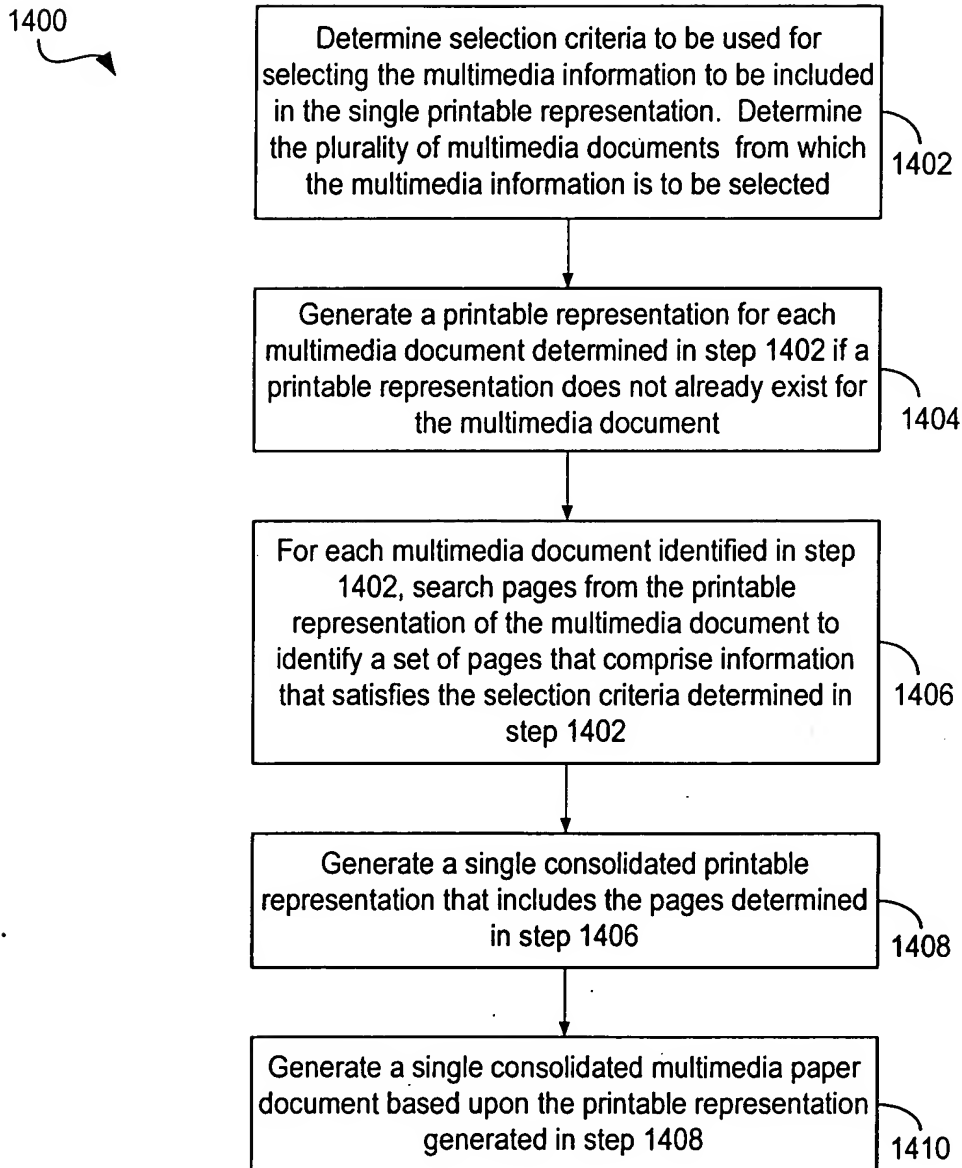 1400
Determine selection criteria to be used for
selecting the multimedia information to be included
in the single printable representation. Determine
the plurality of multimedia documents from which
the multimedia information is to be selected
1402
Generate a printable representation for each
multimedia document determined in step 1402 if a
printable representation does not already exist for
the multimedia document
1404
For each multimedia document identified in step
1402, search pages from the printable
representation of the multimedia document to
identify a set of pages that comprise information
that satisfies the selection criteria determined in
step 1402
1406
Generate a single consolidated printable
representation that includes the pages determined
in step 1406
1408
Generate a single consolidated multimedia paper
document based upon the printable representation
generated in step 1408
1410